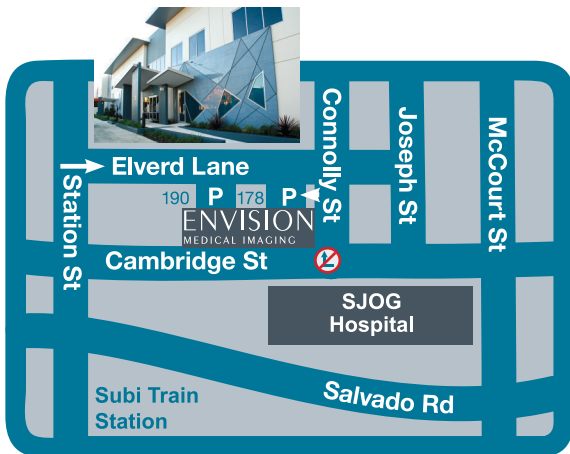 Elverd Lane
Station St
190 P 178 P
Connolly St
Joseph St
McCourt St
ENVISION
MEDICAL IMAGING
Cambridge St
SJOG
Hospital
Salvado Rd
Subi Train
Station